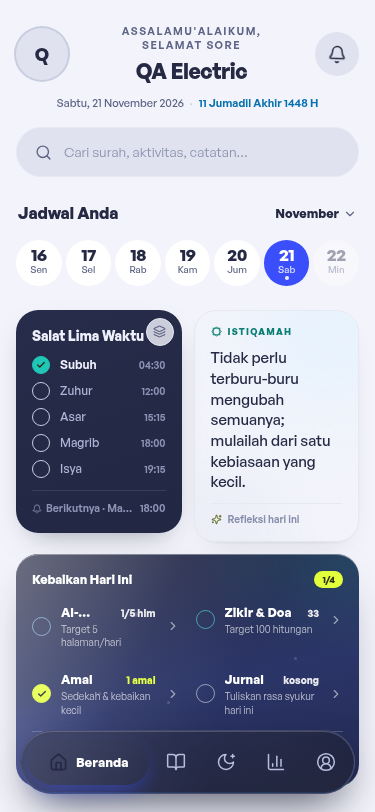 ASSALAMU'ALAIKUM,
SELAMAT SORE
Q
QA Electric
Sabtu, 21 November 2026 · 11 Jumadil Akhir 1448 H
Cari surah, aktivitas, catatan...
Jadwal Anda
November
16 17 18 19 20 21 22
Sen Sel Rab Kam Jum Sab Min
Salat Lima Waktu
Subuh 04:30
Zuhur 12:00
Asar 15:15
Magrib 18:00
Isya 19:15
Berikutnya · Ma... 18:00
ISTIQAMAH
Tidak perlu
terburu-buru
mengubah
semuanya;
mulailah dari satu
kebiasaan yang
kecil.
Refleksi hari ini
Kebaikan Hari Ini 1/4
Al-... 1/5 hlm
Target 5
halaman/hari
Zikir & Doa 33
Target 100 hitungan
Amal 1 amal
Sedekah & kebaikan
kecil
Jurnal kosong
Tuliskan rasa syukur
hari ini
Beranda